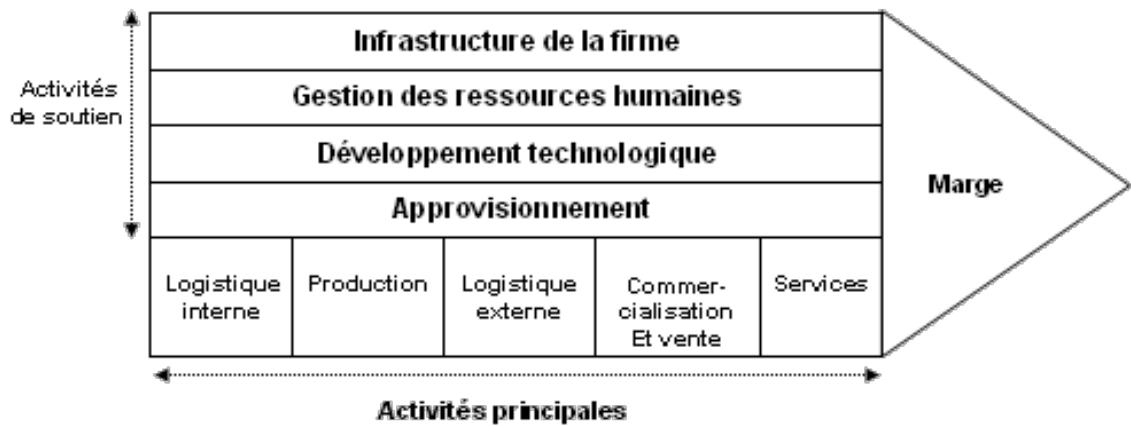 Infrastructure de la firme
Activités
de soutien
Gestion des ressources humaines
Développement technologique
Approvisionnement
Marge
Logistique
interne
Production
Logistique
externe
Commer-
cialisation
Et vente
Services
Activités principales